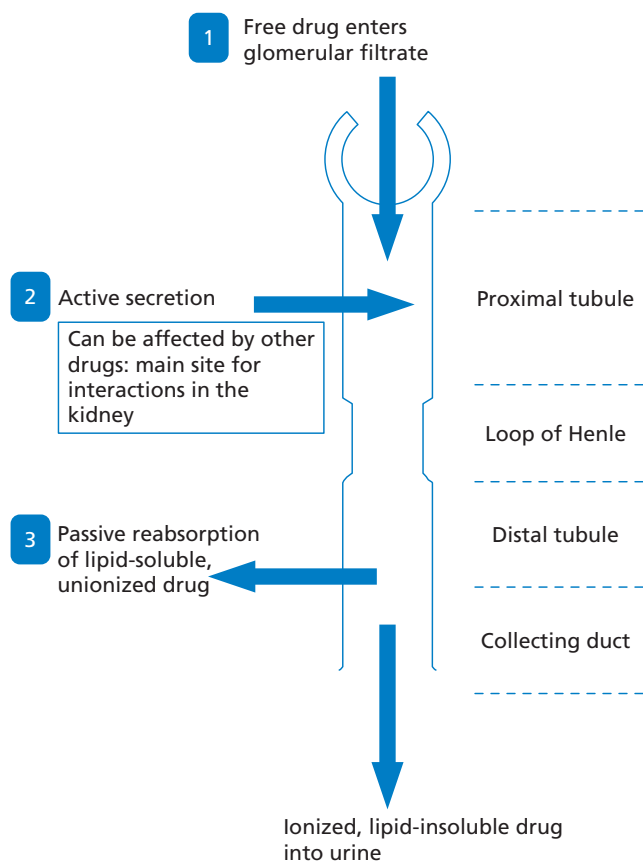 1
Free drug enters
glomerular filtrate
2
Active secretion
Can be affected by other
drugs: main site for
interactions in the
kidney
Proximal tubule
Loop of Henle
3
Passive reabsorption
of lipid-soluble,
unionized drug
Distal tubule
Collecting duct
Ionized, lipid-insoluble drug
into urine